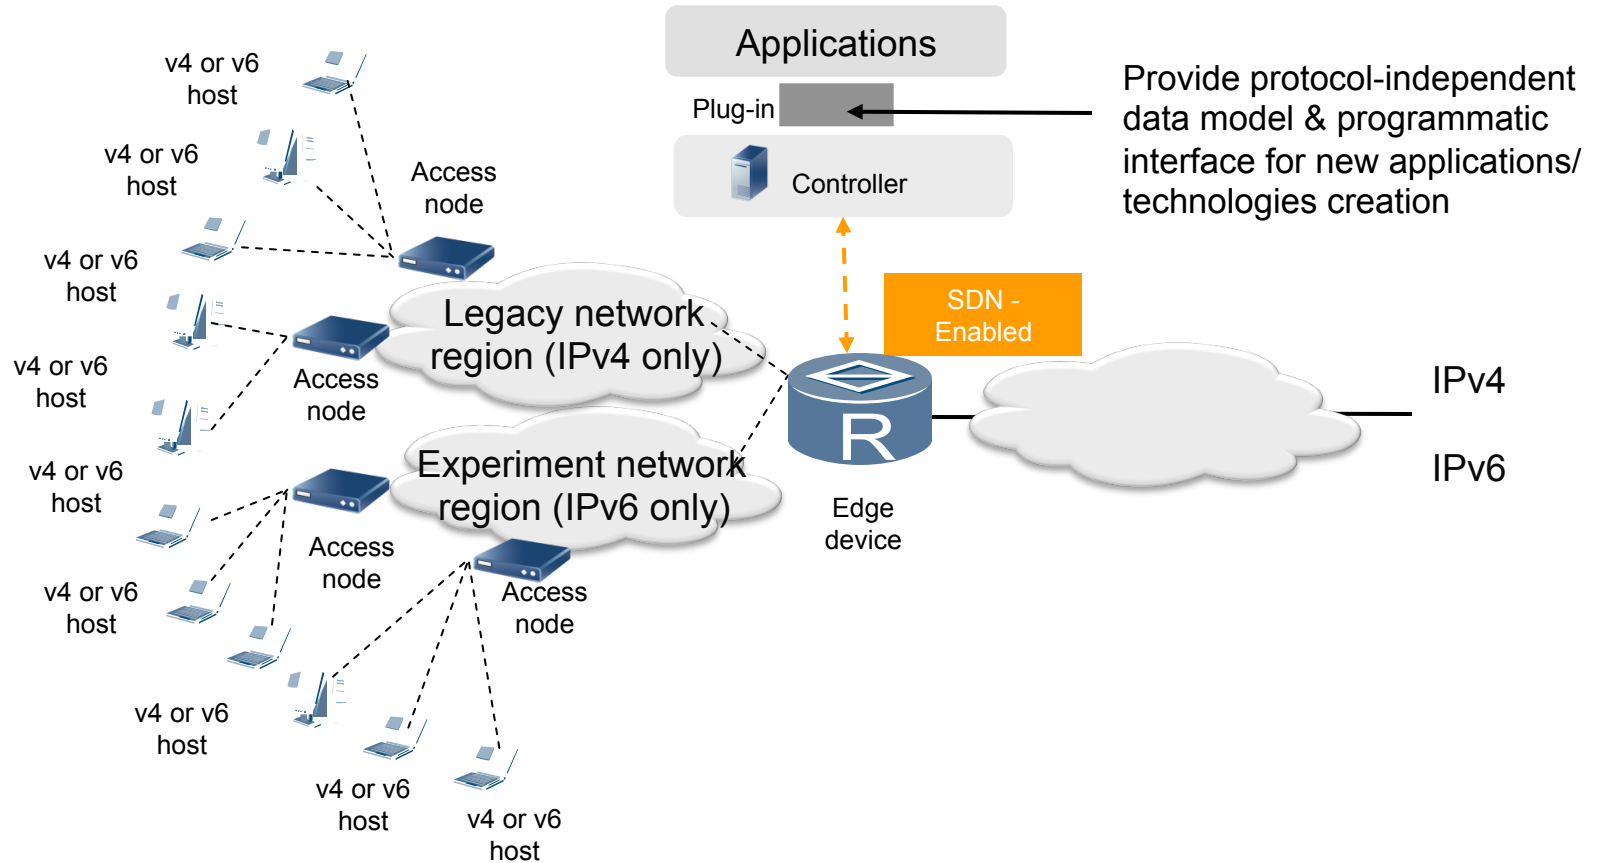 Applications
v4 or v6
host
Plug-in
Provide protocol-independent
data model & programmatic
interface for new applications/
technologies creation
v4 or v6
host
Access
node
Controller
v4 or v6
host
SDN -
Enabled
Legacy network
region (IPv4 only)
v4 or v6
host
Access
node
IPv4
v4 or v6
host
Experiment network
region (IPv6 only)
IPv6
R
Edge
device
Access
node
v4 or v6
host
Access
node
v4 or v6
host
v4 or v6
host
v4 or v6
host